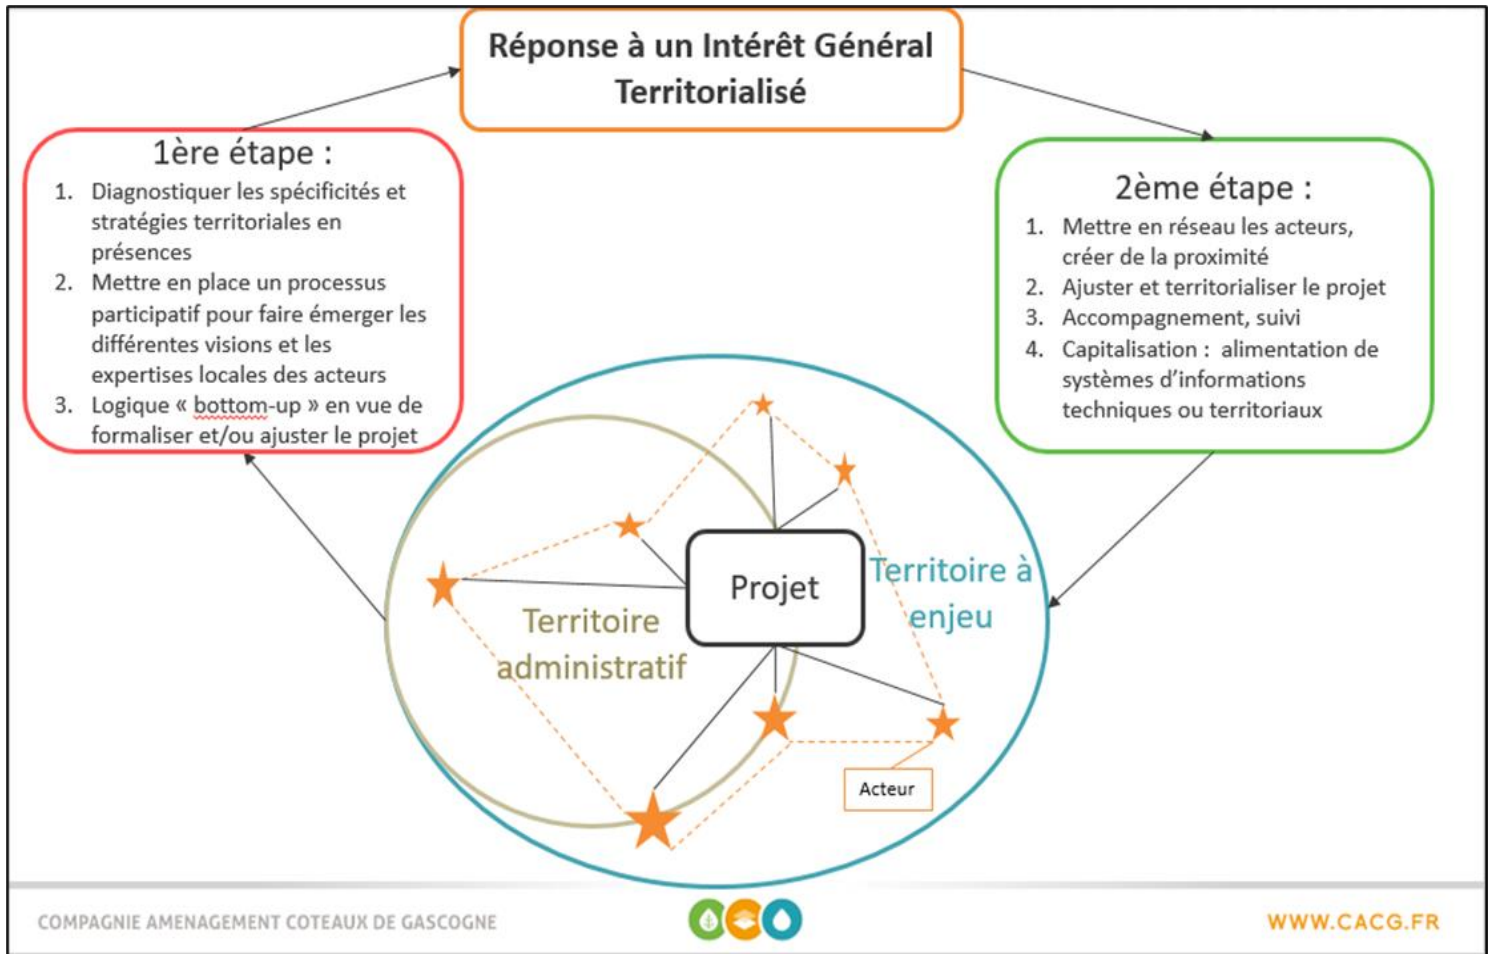 Réponse à un Intérêt Général
Territorialisé
1ère étape :
1. Diagnostiquer les spécificités et
stratégies territoriales en
présences
2. Mettre en place un processus
participatif pour faire émerger les
différentes visions et les
expertises locales des acteurs
3. Logique « bottom-up » en vue de
formaliser et/ou ajuster le projet
2ème étape :
1. Mettre en réseau les acteurs,
créer de la proximité
2. Ajuster et territorialiser le projet
3. Accompagnement, suivi
4. Capitalisation : alimentation de
systèmes d’informations
techniques ou territoriaux
Projet
Territoire à
enjeu
Territoire
administratif
Acteur
COMPAGNIE AMENAGEMENT COTEAUX DE GASCOGNE
WWW.CACG.FR